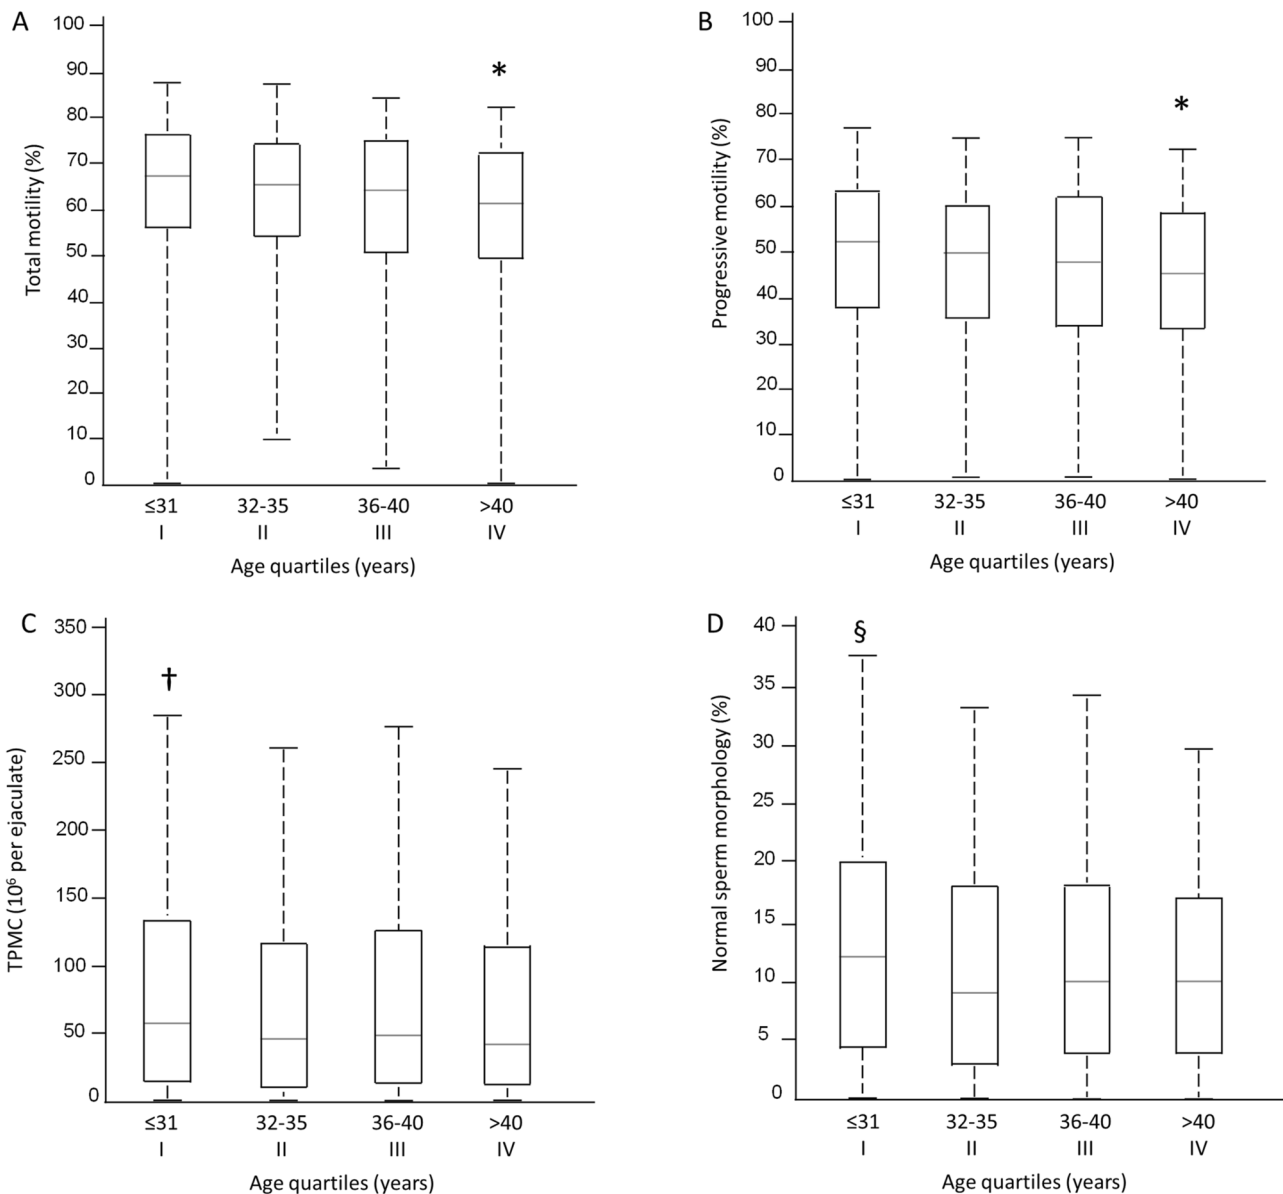 A
100
90
80
70
60
50
40
30
20
10
0
Total motility (%)
*
≤31 32-35 36-40 >40
I II III IV
Age quartiles (years)
B
100
90
80
70
60
50
40
30
20
10
0
Progressive motility (%)
*
≤31 32-35 36-40 >40
I II III IV
Age quartiles (years)
C
350
300
250
200
150
100
50
0
TPMC (10⁶ per ejaculate)
†
≤31 32-35 36-40 >40
I II III IV
Age quartiles (years)
D
40
35
30
25
20
15
10
5
0
Normal sperm morphology (%)
§
≤31 32-35 36-40 >40
I II III IV
Age quartiles (years)